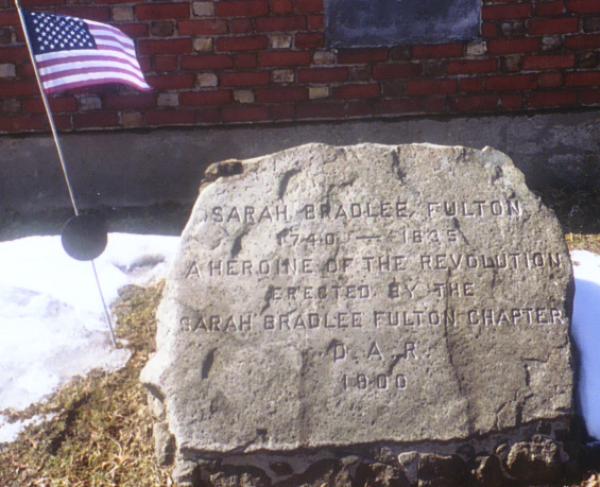 SARAH BRADLEE FULTON
1740 — 1835
A HEROINE OF THE REVOLUTION
ERECTED BY THE
SARAH BRADLEE FULTON CHAPTER
D. A. R.
1900